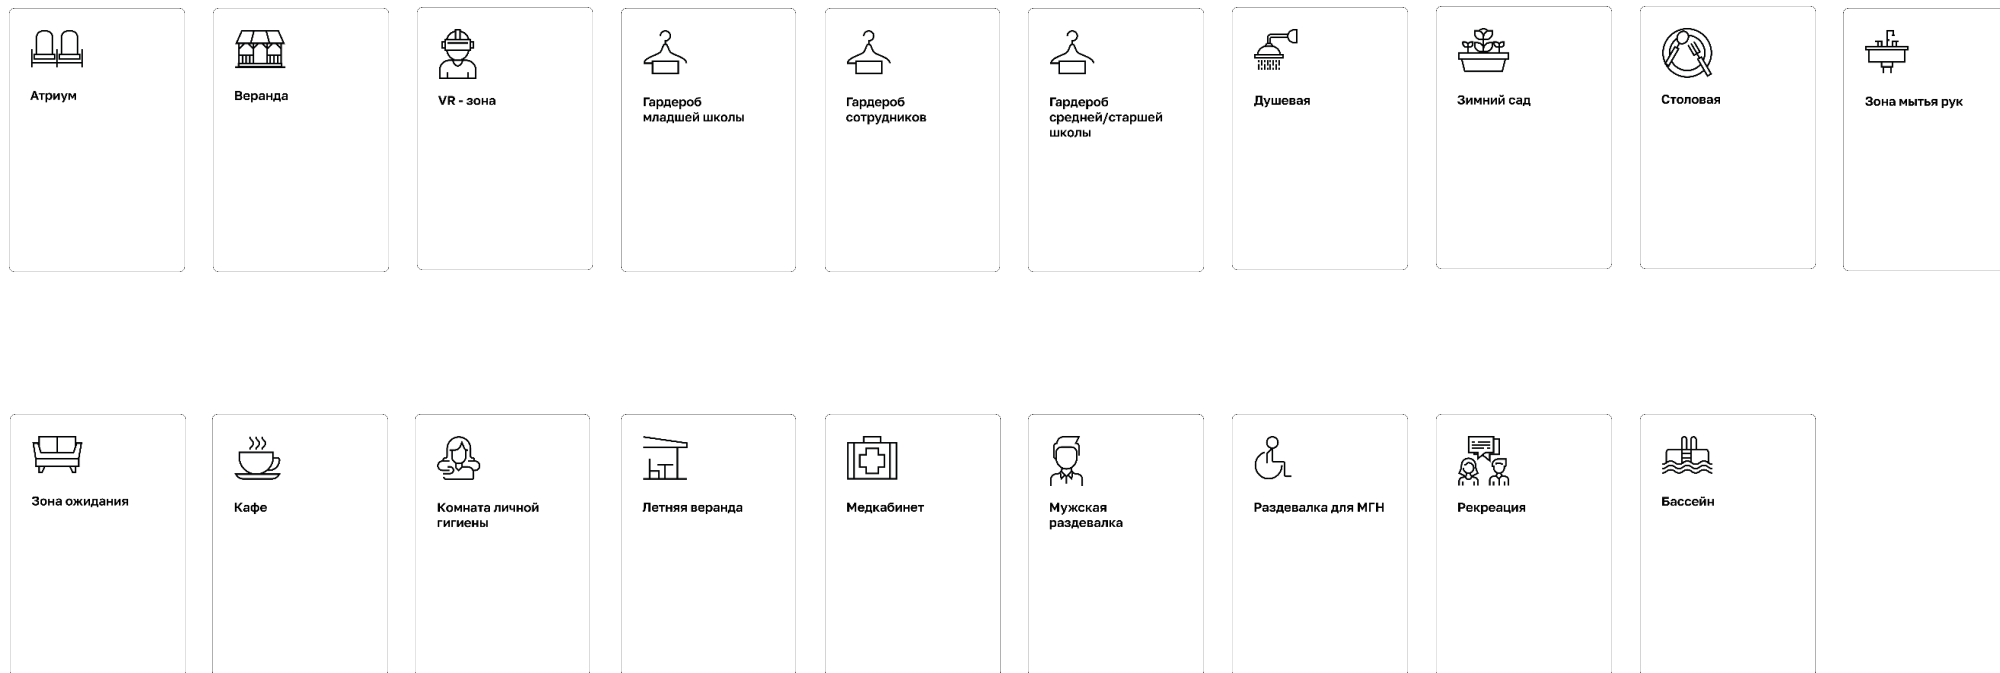 Атриум
Веранда
VR - зона
Гардероб
младшей школы
Гардероб
сотрудников
Гардероб
средней/старшей
школы
Душевая
Зимний сад
Столовая
Зона мытья рук
Зона ожидания
Кафе
Комната личной
гигиены
Летняя веранда
Медкабинет
Мужская
раздевалка
Раздевалка для МГН
Рекреация
Бассейн